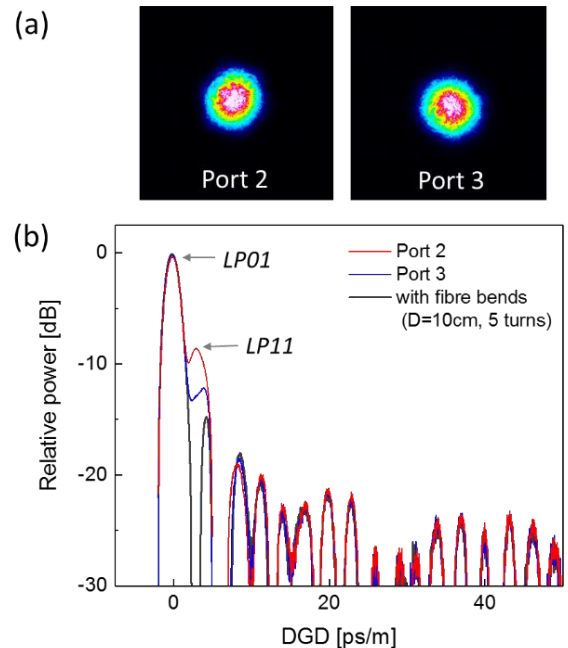 (a)
Port 2
Port 3
(b)
Relative power [dB]
0
-10
-20
-30
LP01
LP11
Port 2
Port 3
with fibre bends
(D=10cm, 5 turns)
0
20
40
DGD [ps/m]